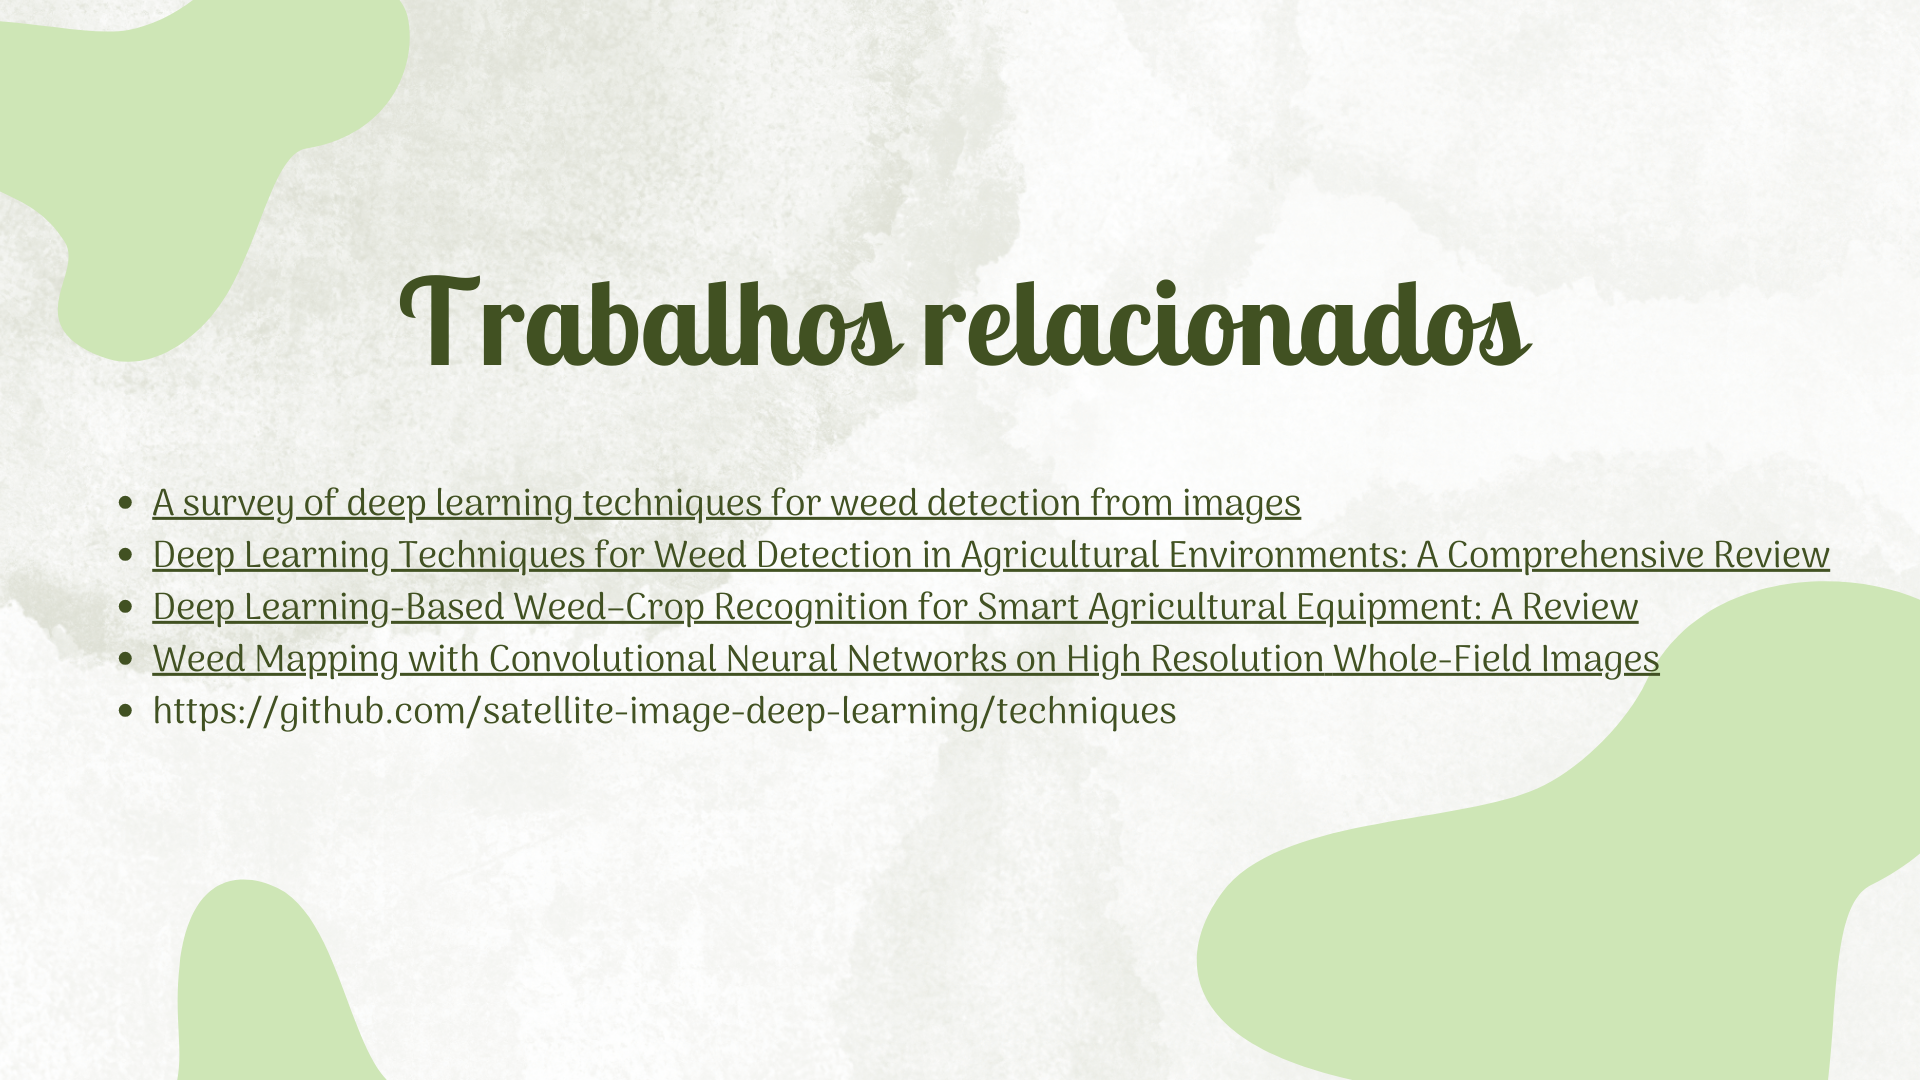 Trabalhos relacionados
• A survey of deep learning techniques for weed detection from images
• Deep Learning Techniques for Weed Detection in Agricultural Environments: A Comprehensive Review
• Deep Learning-Based Weed–Crop Recognition for Smart Agricultural Equipment: A Review
• Weed Mapping with Convolutional Neural Networks on High Resolution Whole-Field Images
• https://github.com/satellite-image-deep-learning/techniques